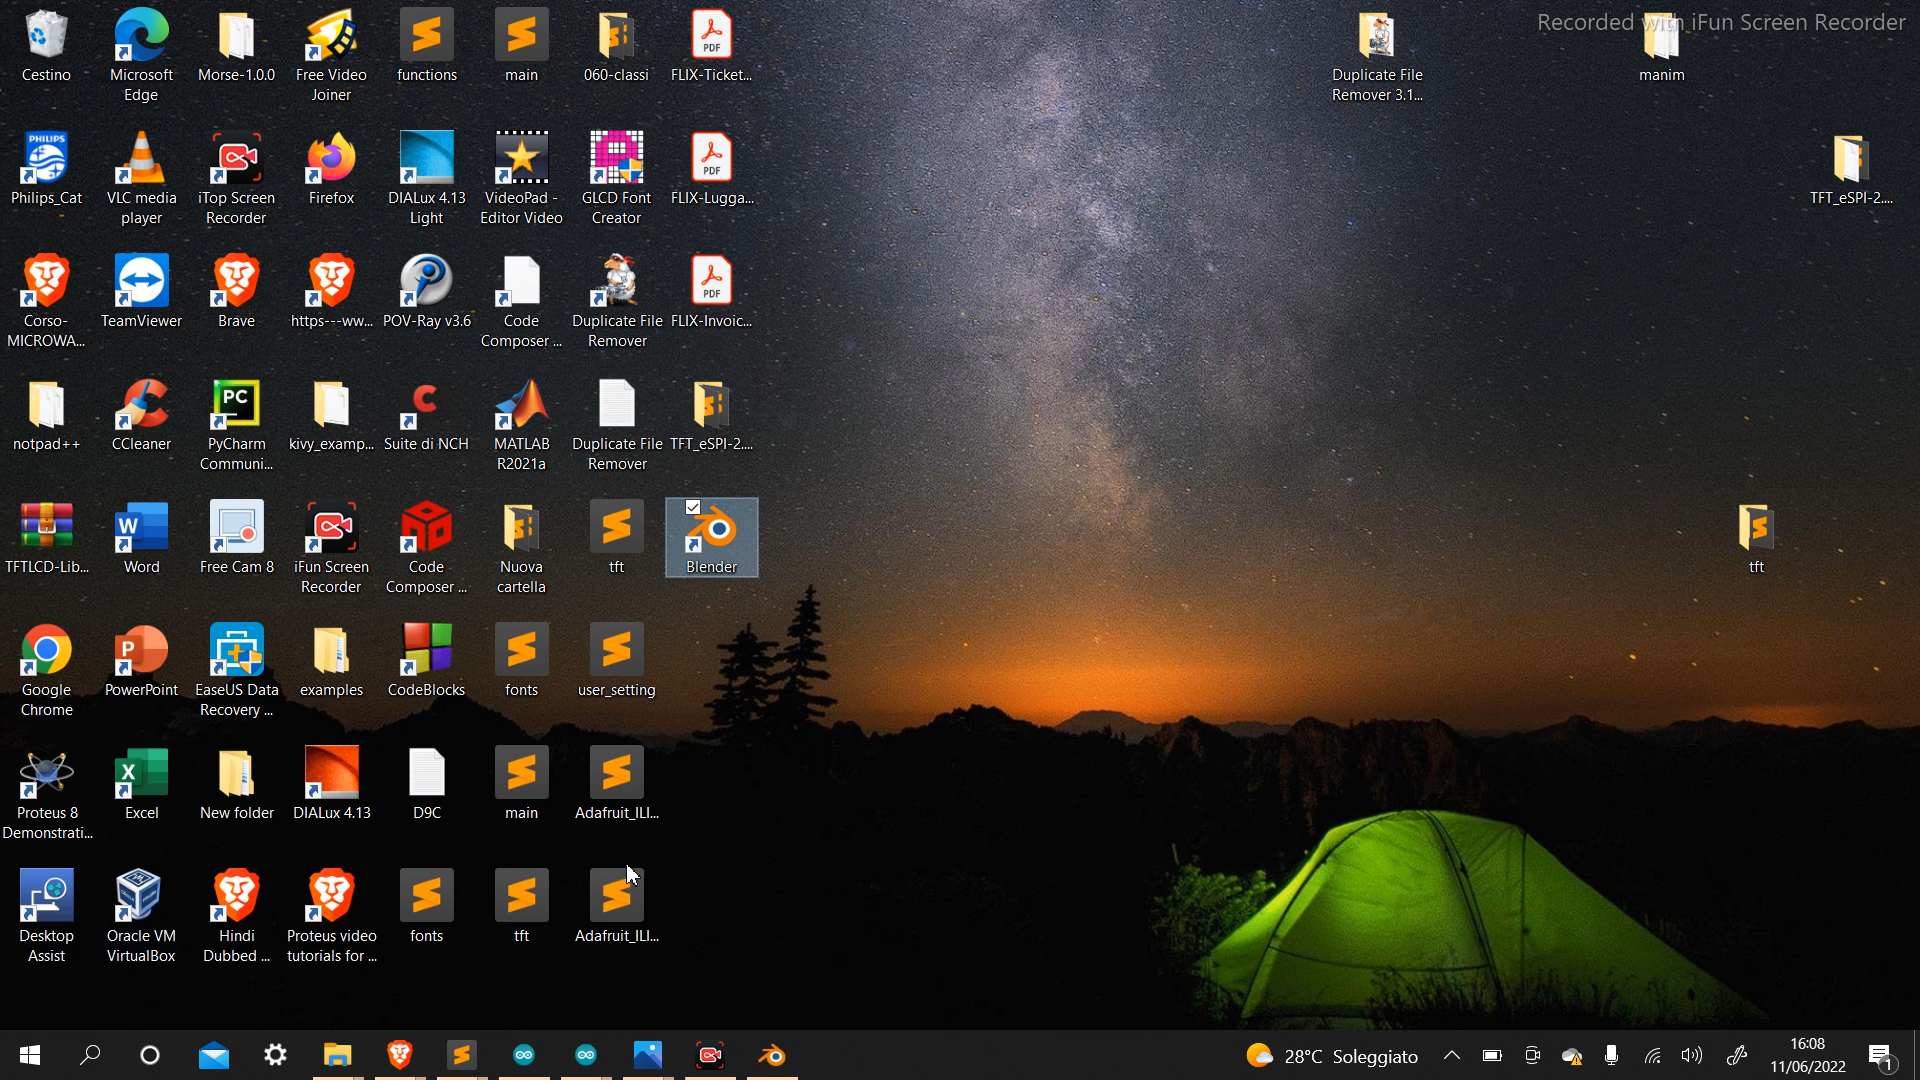 Recorded with iFun Screen Recorder
Cestino
Microsoft
Edge
Morse-1.0.0
Free Video
Joiner
functions
main
060-classi
PDF
FLIX-Ticket...
Duplicate File
Remover 3.1...
manim
PHILIPS
Philips_Cat
VLC media
player
iTop Screen
Recorder
Firefox
DIALux 4.13
Light
VideoPad -
Editor Video
GLCD Font
Creator
PDF
FLIX-Lugga...
TFT_eSPI-2....
Corso-
MICROWA...
TeamViewer
Brave
https---ww...
POV-Ray v3.6
Code
Composer ...
Duplicate File
Remover
PDF
FLIX-Invoic...
notpad++
CCleaner
PC
PyCharm
Communi...
kivy_examp...
Suite di NCH
MATLAB
R2021a
Duplicate File
Remover
TFT_eSPI-2....
TFTLCD-Lib...
W
Word
Free Cam 8
iFun Screen
Recorder
Code
Composer ...
Nuova
cartella
tft
Blender
tft
Google
Chrome
P
PowerPoint
EaseUS Data
Recovery ...
examples
CodeBlocks
fonts
user_setting
Proteus 8
Demonstrati...
X
Excel
New folder
DIALux 4.13
D9C
main
Adafruit_ILI...
Desktop
Assist
Oracle VM
VirtualBox
Hindi
Dubbed ...
Proteus video
tutorials for ...
fonts
tft
Adafruit_ILI...
28°C Soleggiato
16:08
11/06/2022
1